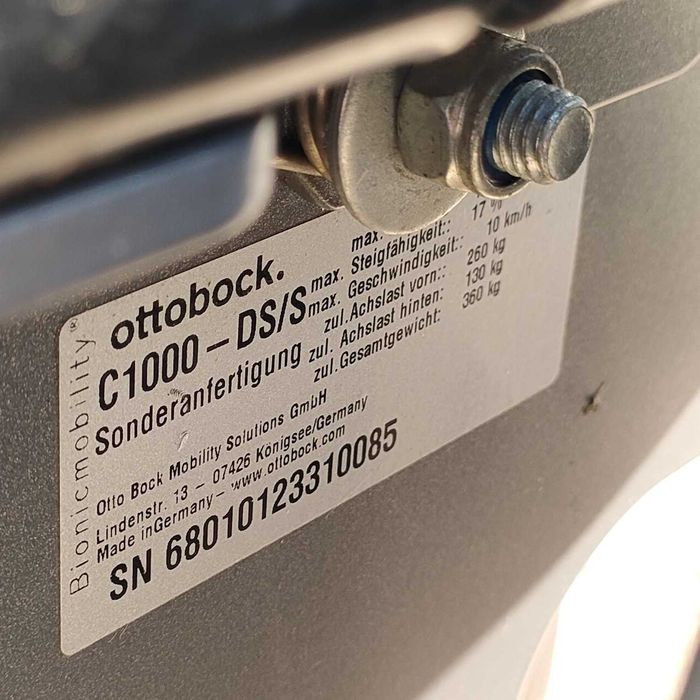 Bionicmobility®
ottobock.
C1000 – DS/S
Sonderanfertigung
max.
max. Steigfähigkeit:: 17 %
max. Geschwindigkeit:: 10 km/h
zul.Achslast vorn:: 260 kg
zul. Achslast hinten: 130 kg
zul.Gesamtgewicht: 360 kg
Otto Bock Mobility Solutions GmbH
Lindenstr. 13 – 07426 Königsee/Germany
Made inGermany – www.ottobock.com
SN 68010123310085